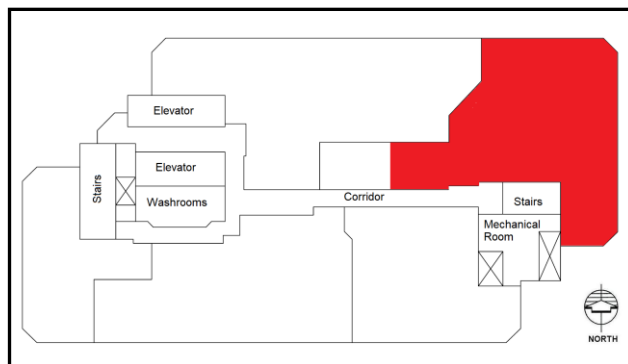 Elevator
Elevator
Stairs
Washrooms
Corridor
Stairs
Mechanical
Room
NORTH